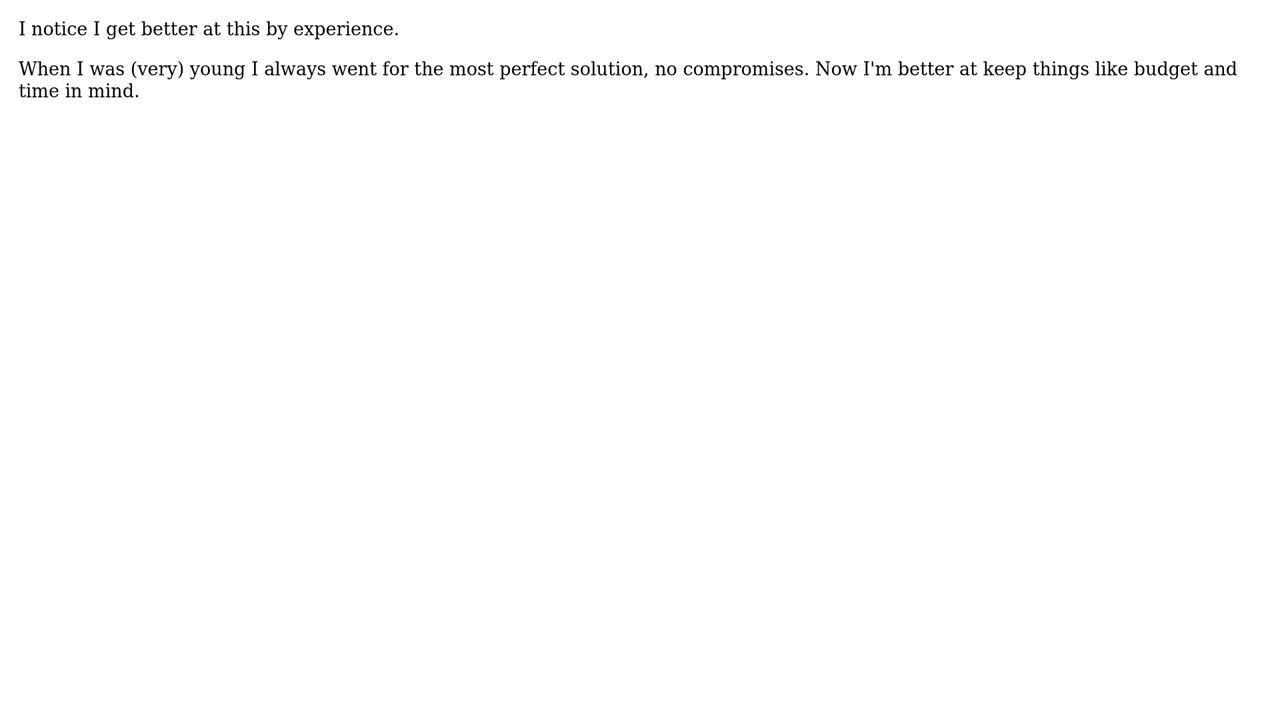 I notice I get better at this by experience.
When I was (very) young I always went for the most perfect solution, no compromises. Now I'm better at keep things like budget and
time in mind.